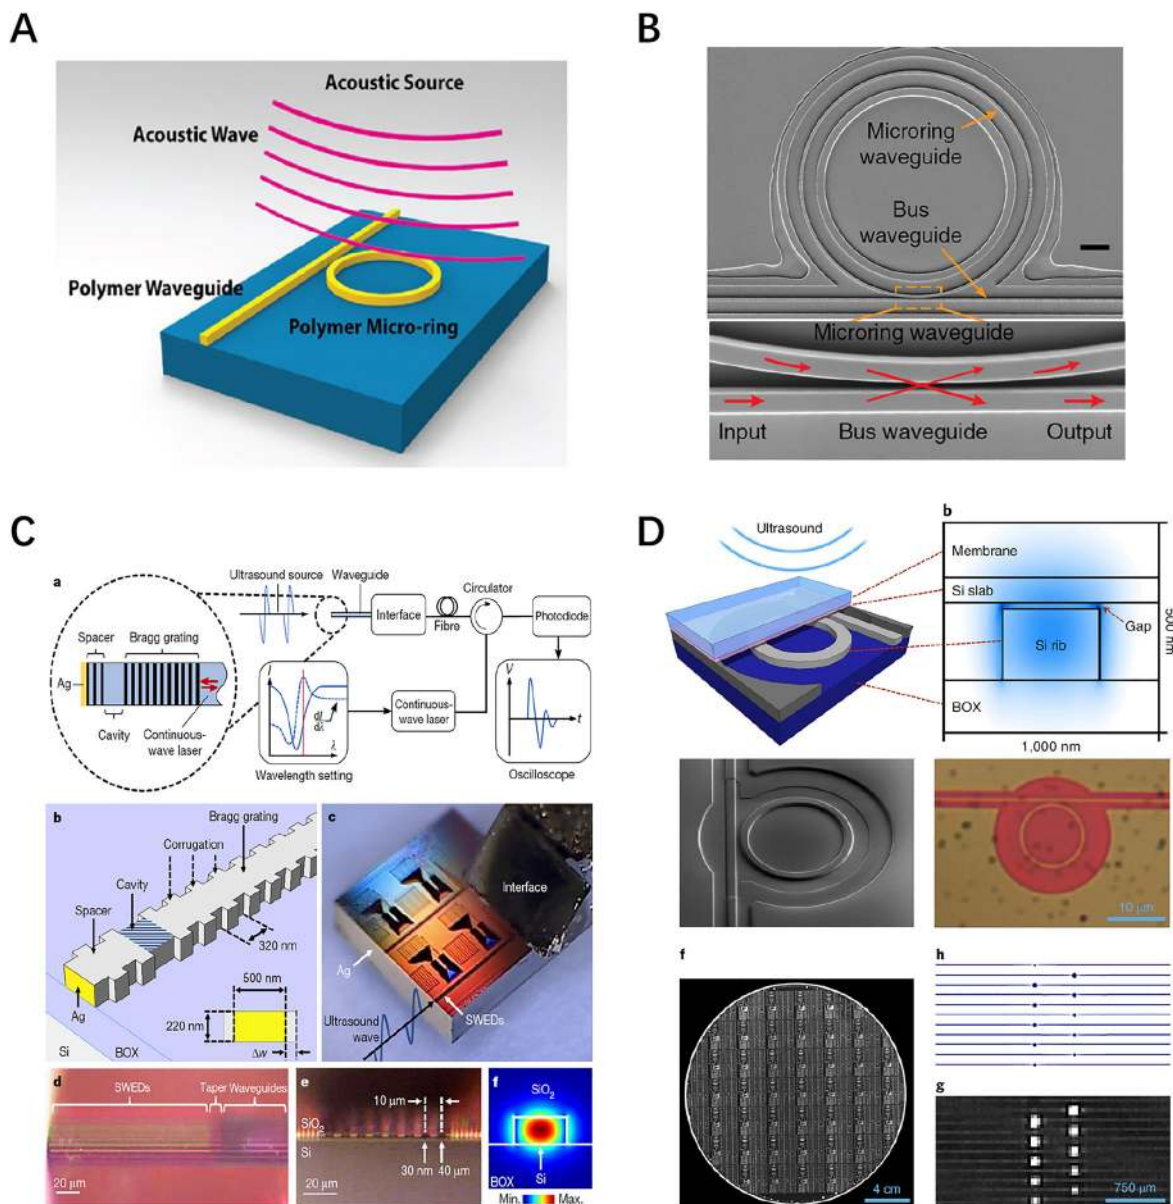 A
Acoustic Source
Acoustic Wave
Polymer Waveguide
Polymer Micro-ring
B
Microring
waveguide
Bus
waveguide
Microring waveguide
Input
Bus waveguide
Output
C
a
Ultrasound source
Waveguide
Circulator
Interface
Fibre
Photodiode
Spacer
Bragg grating
Ag
Cavity
Continuous-
wave laser
dI
dλ
λ
Wavelength setting
Continuous-
wave laser
V
t
Oscilloscope
b
Bragg grating
Corrugation
Cavity
Spacer
320 nm
500 nm
220 nm
Ag
Δw
Si
BOX
c
Interface
Ag
SWEDs
Ultrasound
wave
d
SWEDs
Taper
Waveguides
20 μm
e
10 μm
SiO2
Si
30 nm
40 μm
20 μm
f
SiO2
Si
BOX
Min.
Max.
D
Ultrasound
b
Membrane
Si slab
Gap
Si rib
BOX
500 nm
1,000 nm
10 μm
f
4 cm
h
g
750 μm